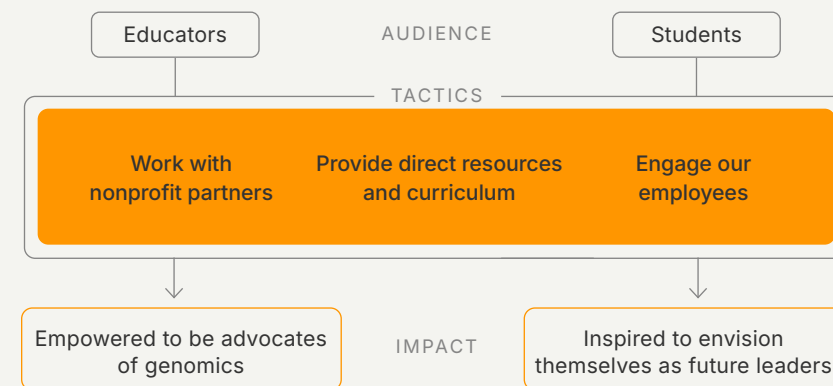 Educators
AUDIENCE
Students
TACTICS
Work with
nonprofit partners
Provide direct resources
and curriculum
Engage our
employees
Empowered to be advocates
of genomics
IMPACT
Inspired to envision
themselves as future leaders